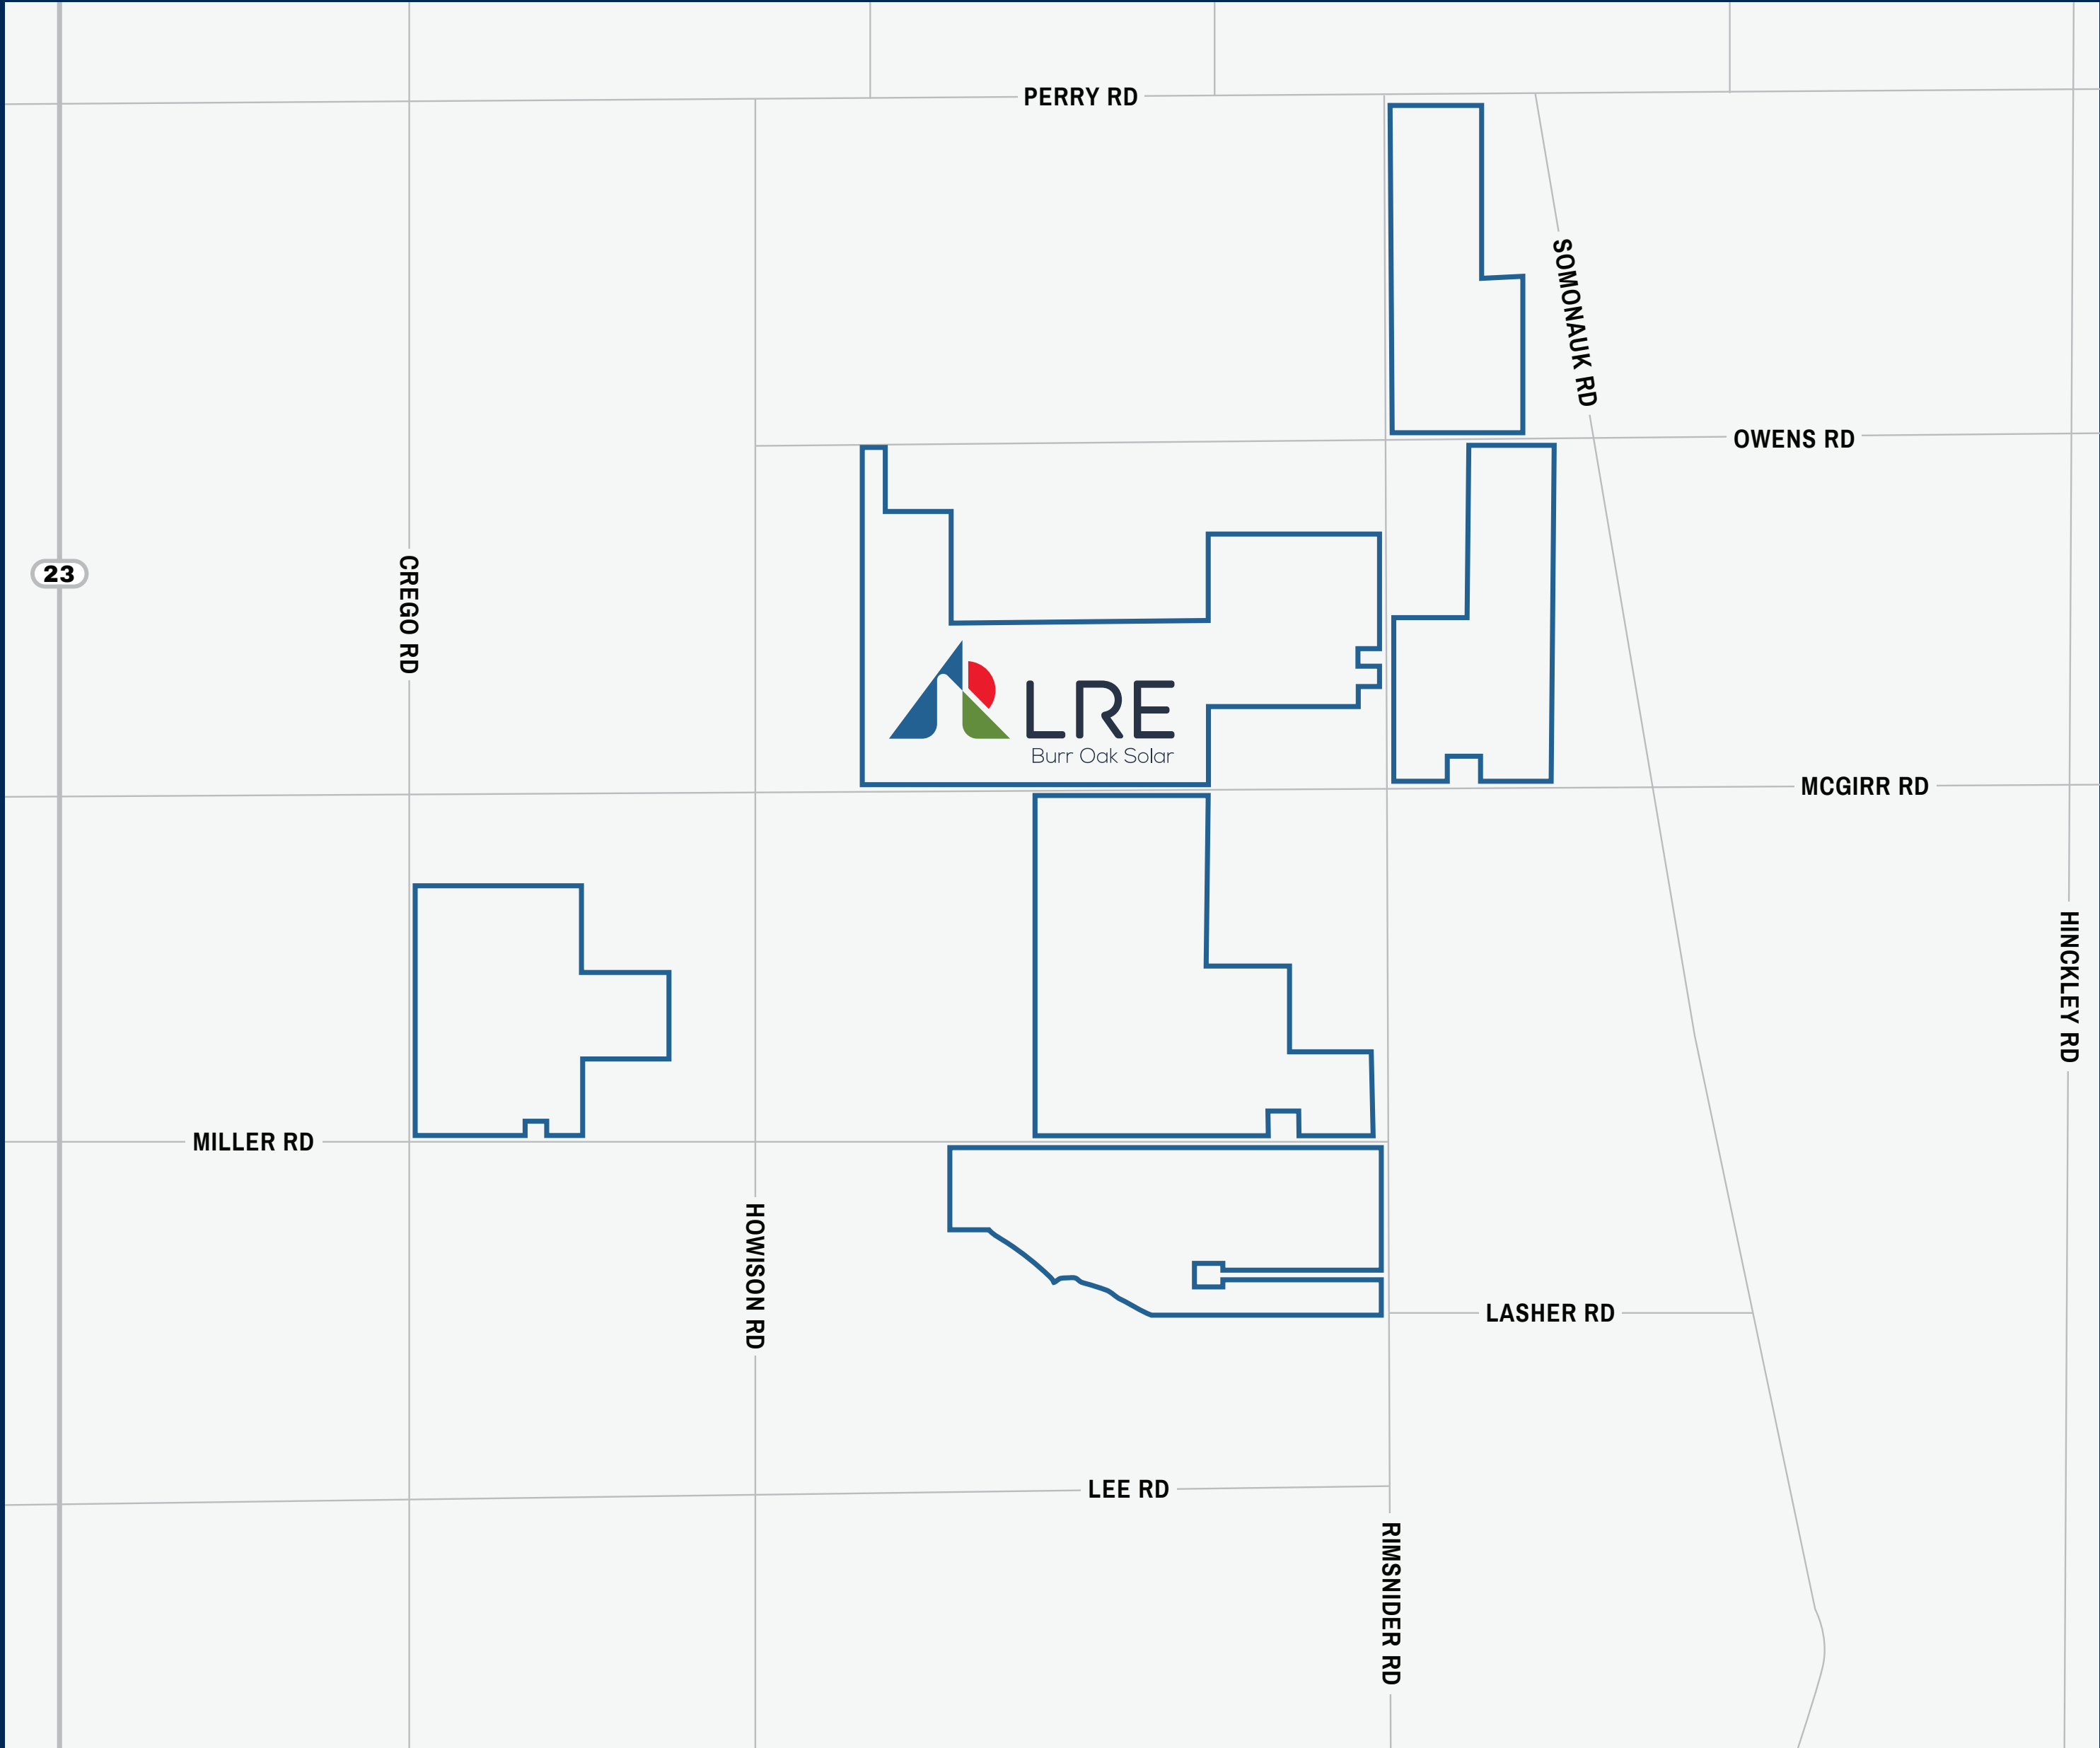 PERRY RD
SOMONAUK RD
OWENS RD
23
CREGO RD
LRE
Burr Oak Solar
MCGIRR RD
HINCKLEY RD
MILLER RD
HOWISON RD
LASHER RD
LEE RD
RIMSNIDER RD